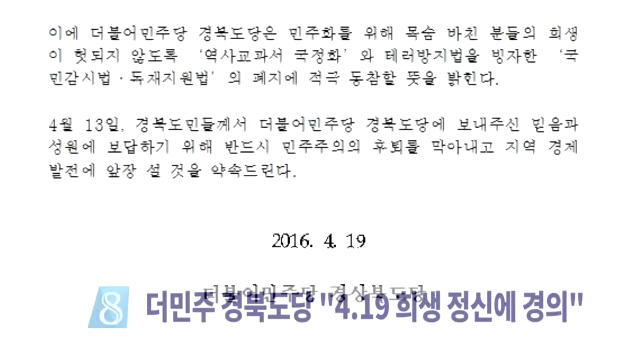 이에 더불어민주당 경북도당은 민주화를 위해 목숨 바친 분들의 희생
이 헛되지 않도록 ‘역사교과서 국정화’와 테러방지법을 빙자한 ‘국
민감시법·독재지원법’의 폐지에 적극 동참할 뜻을 밝힌다.
4월 13일, 경북도민들께서 더불어민주당 경북도당에 보내주신 믿음과
성원에 보답하기 위해 반드시 민주주의의 후퇴를 막아내고 지역 경제
발전에 앞장 설 것을 약속드린다.
2016. 4. 19
더불어민주당 경상북도당
8 더민주 경북도당 "4.19 희생 정신에 경의"